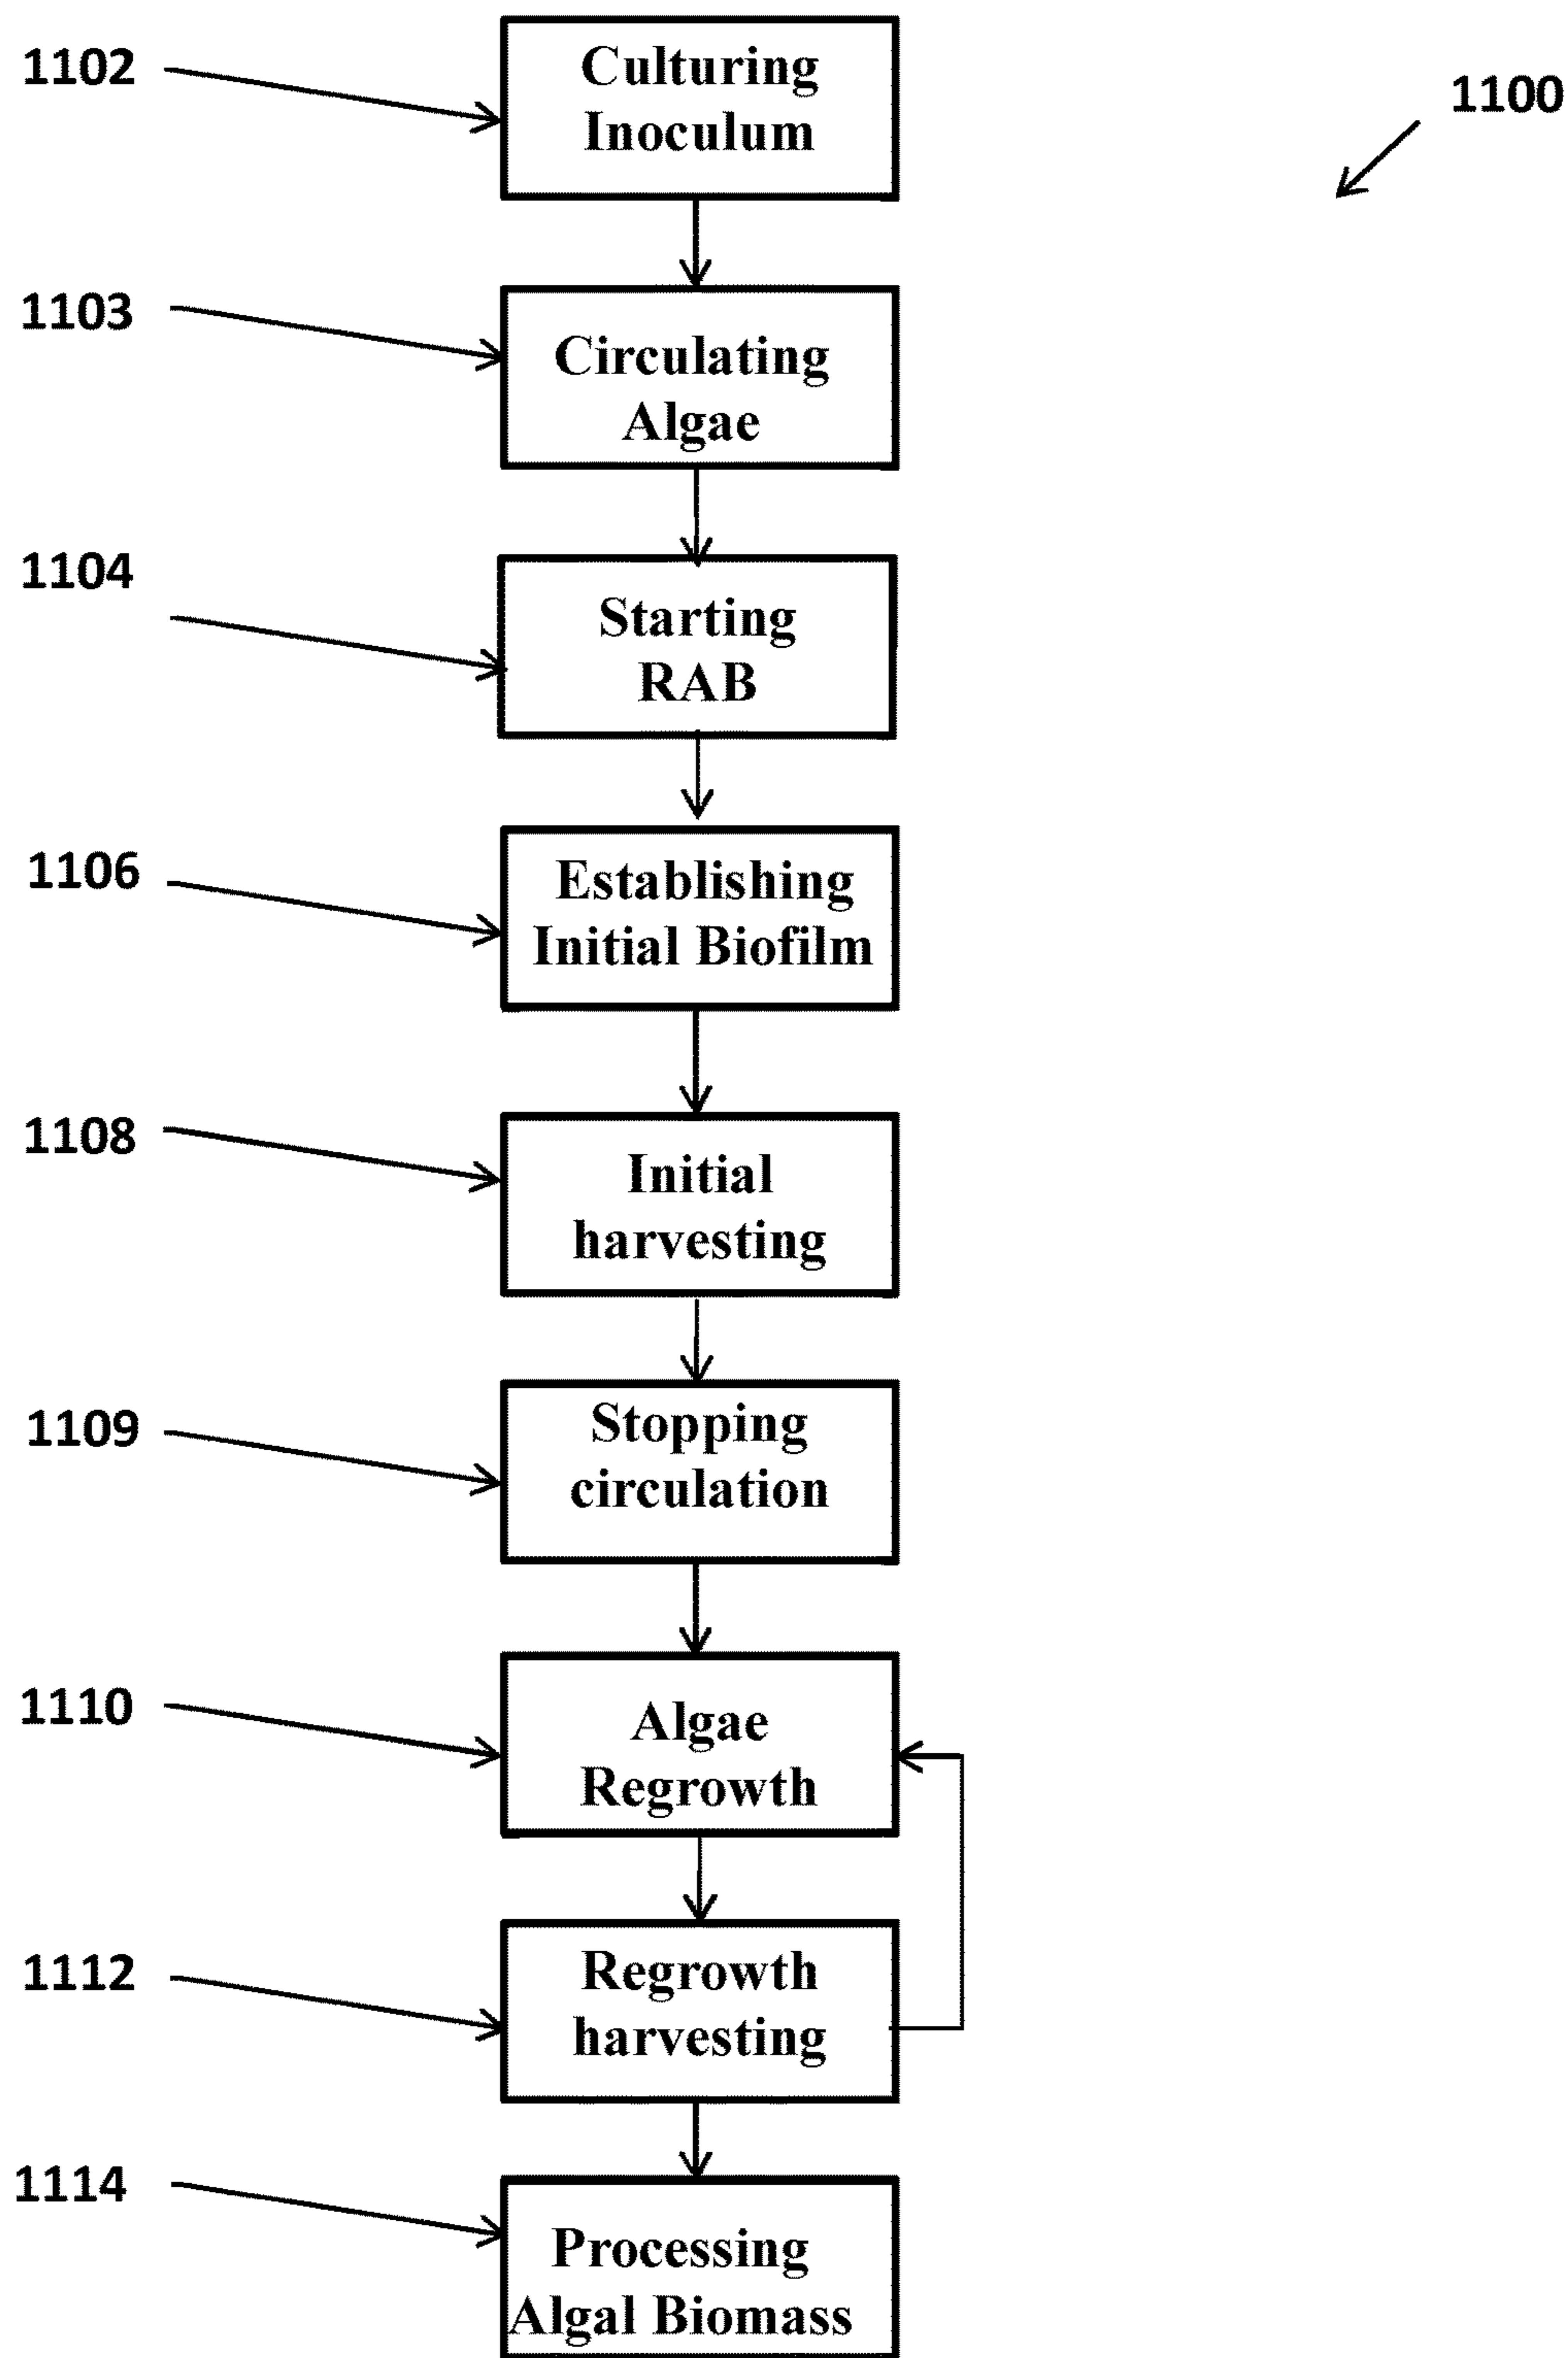 1102
Culturing
Inoculum
1100
1103
Circulating
Algae
1104
Starting
RAB
1106
Establishing
Initial Biofilm
1108
Initial
harvesting
1109
Stopping
circulation
1110
Algae
Regrowth
1112
Regrowth
harvesting
1114
Processing
Algal Biomass